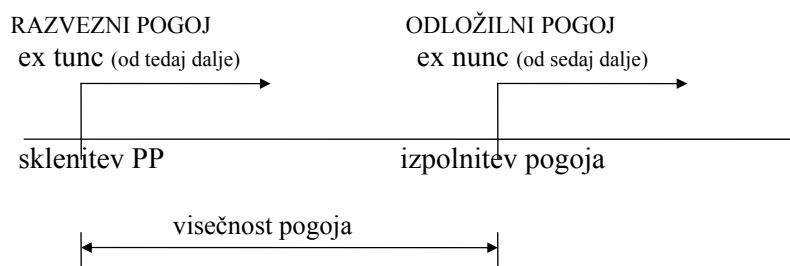 RAZVEZNI POGOJ
ODLOŽILNI POGOJ
ex tunc (od tedaj dalje)
ex nunc (od sedaj dalje)
sklenitev PP
izpolnitev pogoja
visečnost pogoja